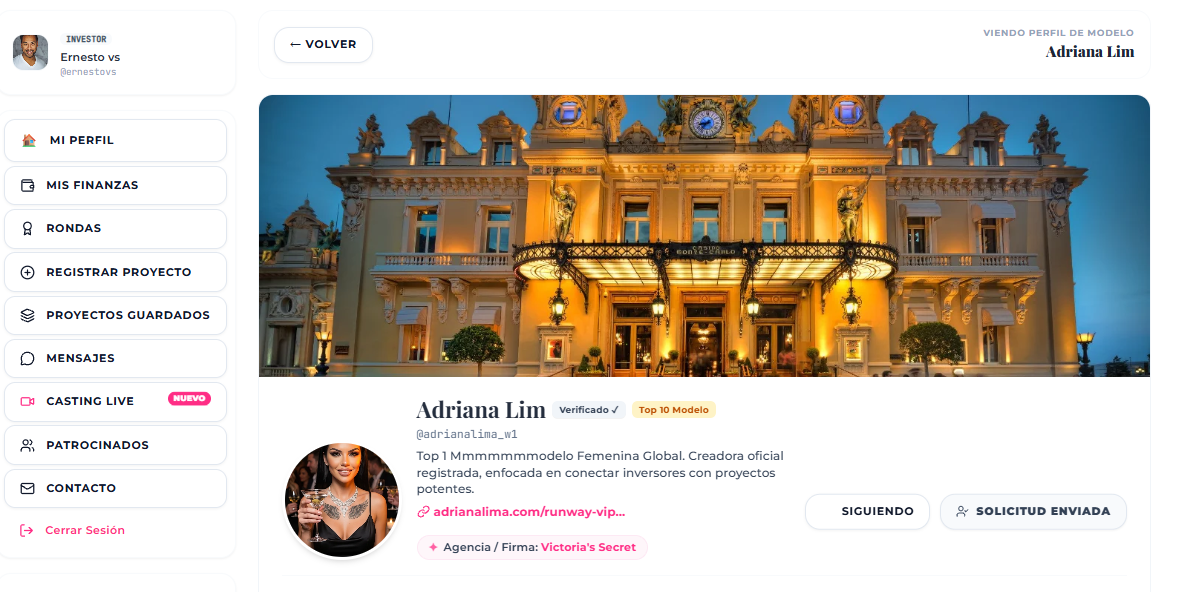 INVESTOR
Ernesto vs
@ernestovs
MI PERFIL
MIS FINANZAS
RONDAS
REGISTRAR PROYECTO
PROYECTOS GUARDADOS
MENSAJES
CASTING LIVE
NUEVO
PATROCINADOS
CONTACTO
Cerrar Sesión
← VOLVER
VIENDO PERFIL DE MODELO
Adriana Lim
CASINO
MONTE-CARLO
Adriana Lim
Verificado ✓
Top 10 Modelo
@adrianalima_w1
Top 1 Mmmmmmmodelo Femenina Global. Creadora oficial
registrada, enfocada en conectar inversores con proyectos
potentes.
adrianalima.com/runway-vip...
✦ Agencia / Firma: Victoria's Secret
SIGUIENDO
SOLICITUD ENVIADA